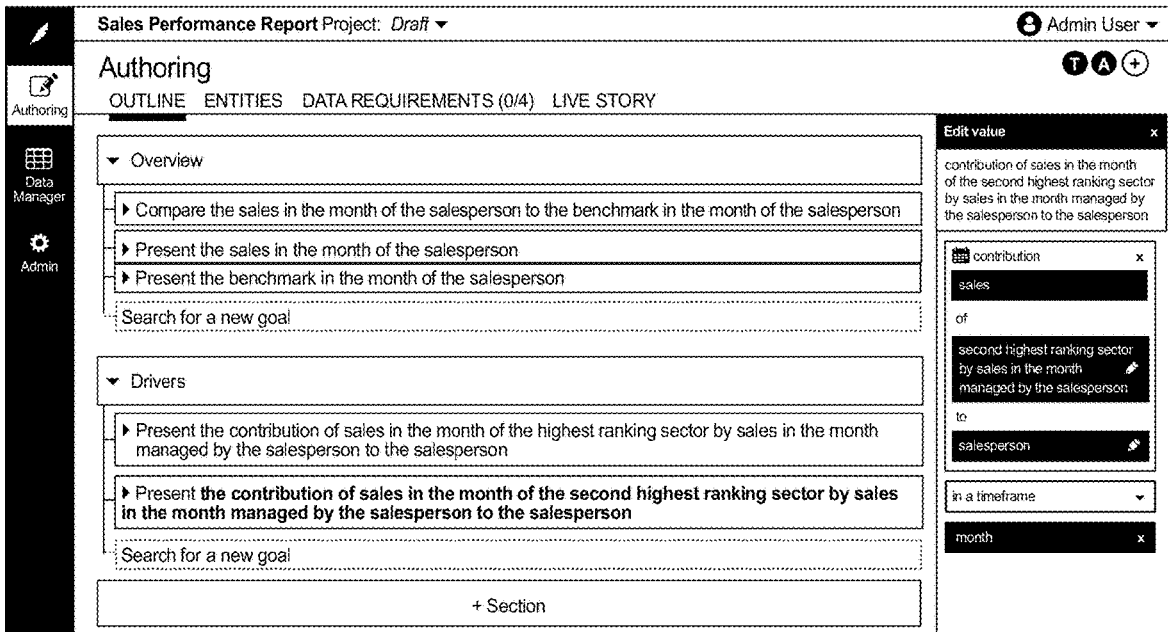 Sales Performance Report Project: Draft
Admin User
Authoring
T A +
OUTLINE ENTITIES DATA REQUIREMENTS (0/4) LIVE STORY
Authoring
Data
Manager
Admin
Overview
Compare the sales in the month of the salesperson to the benchmark in the month of the salesperson
Present the sales in the month of the salesperson
Present the benchmark in the month of the salesperson
Search for a new goal
Drivers
Present the contribution of sales in the month of the highest ranking sector by sales in the month
managed by the salesperson to the salesperson
Present the contribution of sales in the month of the second highest ranking sector by sales
in the month managed by the salesperson to the salesperson
Search for a new goal
+ Section
Edit value x
contribution of sales in the month
of the second highest ranking sector
by sales in the month managed by
the salesperson to the salesperson
contribution x
sales
of
second highest ranking sector
by sales in the month
managed by the salesperson
to
salesperson
in a timeframe
month x